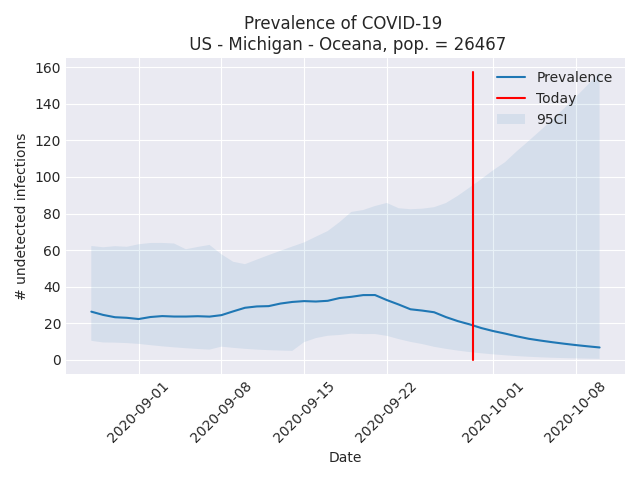 Prevalence of COVID-19
US - Michigan - Oceana, pop. = 26467
# undetected infections
160
140
120
100
80
60
40
20
0
Prevalence
Today
95CI
2020-09-01
2020-09-08
2020-09-15
2020-09-22
2020-10-01
2020-10-08
Date